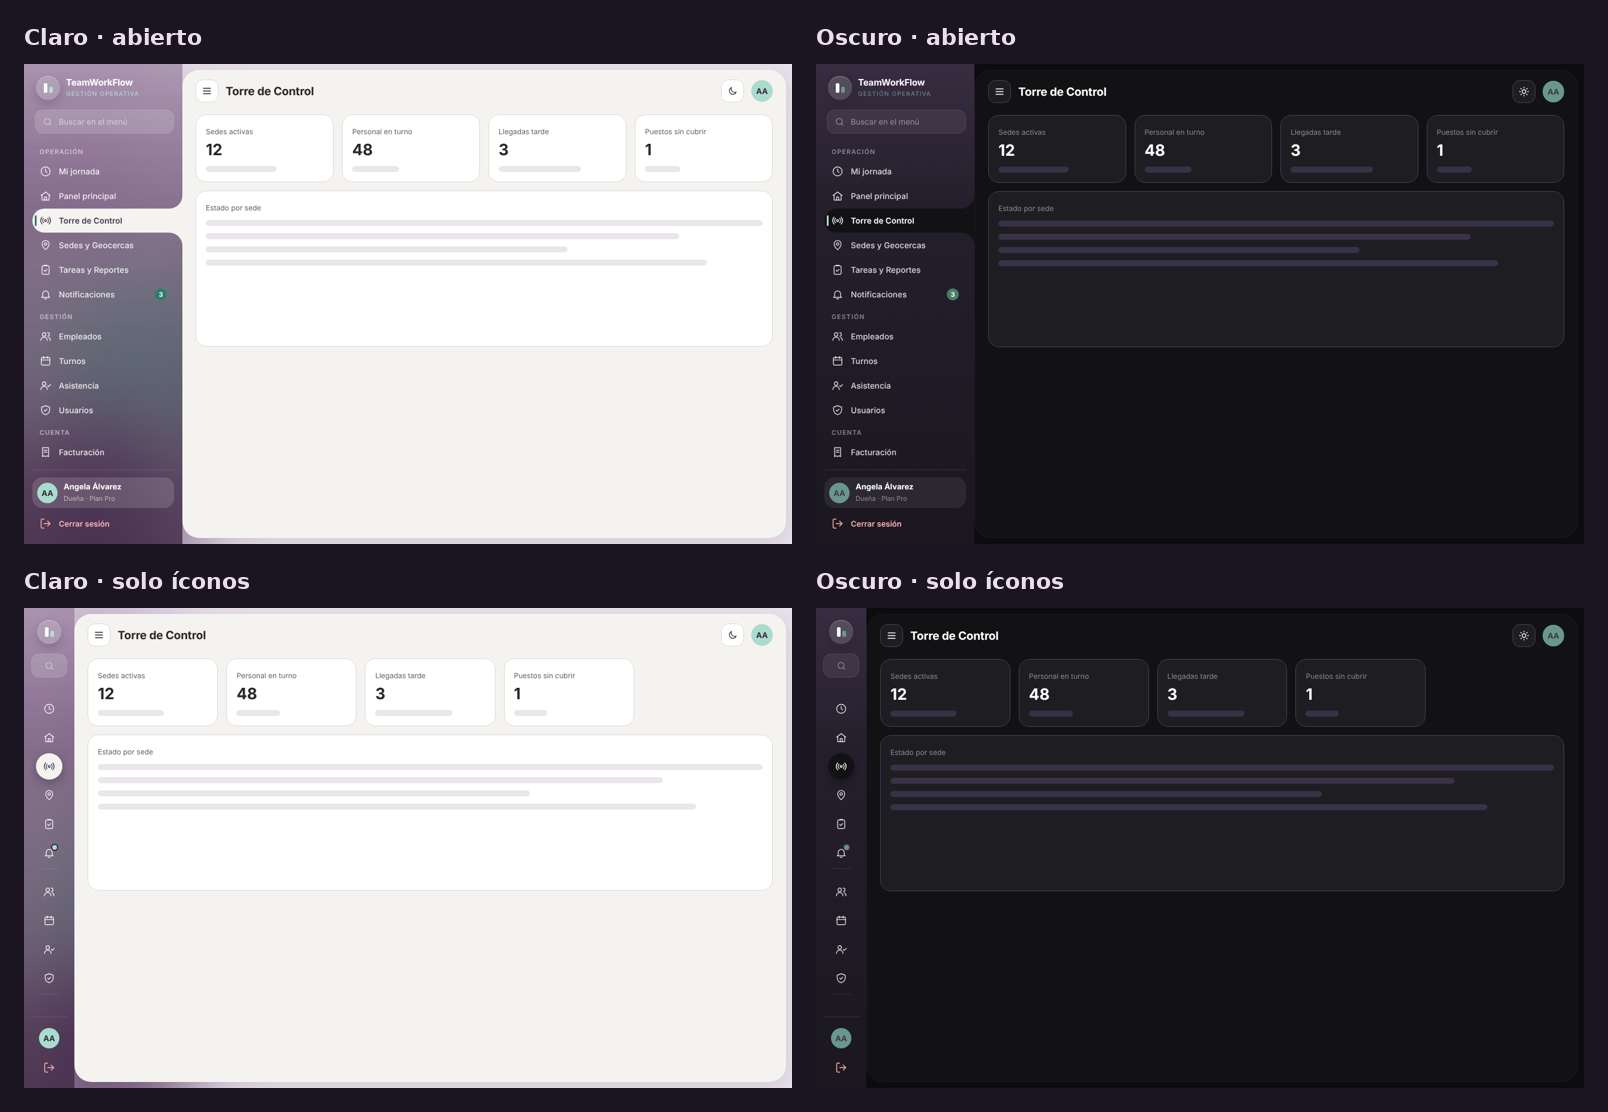 Claro · abierto
TeamWorkFlow
GESTIÓN OPERATIVA
Buscar en el menú
OPERACIÓN
Mi jornada
Panel principal
Torre de Control
Sedes y Geocercas
Tareas y Reportes
Notificaciones 3
GESTIÓN
Empleados
Turnos
Asistencia
Usuarios
CUENTA
Facturación
AA
Angela Álvarez
Dueña · Plan Pro
Cerrar sesión
Torre de Control
AA
Sedes activas
12
Personal en turno
48
Llegadas tarde
3
Puestos sin cubrir
1
Estado por sede
Oscuro · abierto
TeamWorkFlow
GESTIÓN OPERATIVA
Buscar en el menú
OPERACIÓN
Mi jornada
Panel principal
Torre de Control
Sedes y Geocercas
Tareas y Reportes
Notificaciones 3
GESTIÓN
Empleados
Turnos
Asistencia
Usuarios
CUENTA
Facturación
AA
Angela Álvarez
Dueña · Plan Pro
Cerrar sesión
Torre de Control
AA
Sedes activas
12
Personal en turno
48
Llegadas tarde
3
Puestos sin cubrir
1
Estado por sede
Claro · solo íconos
AA
Torre de Control
AA
Sedes activas
12
Personal en turno
48
Llegadas tarde
3
Puestos sin cubrir
1
Estado por sede
Oscuro · solo íconos
AA
Torre de Control
AA
Sedes activas
12
Personal en turno
48
Llegadas tarde
3
Puestos sin cubrir
1
Estado por sede